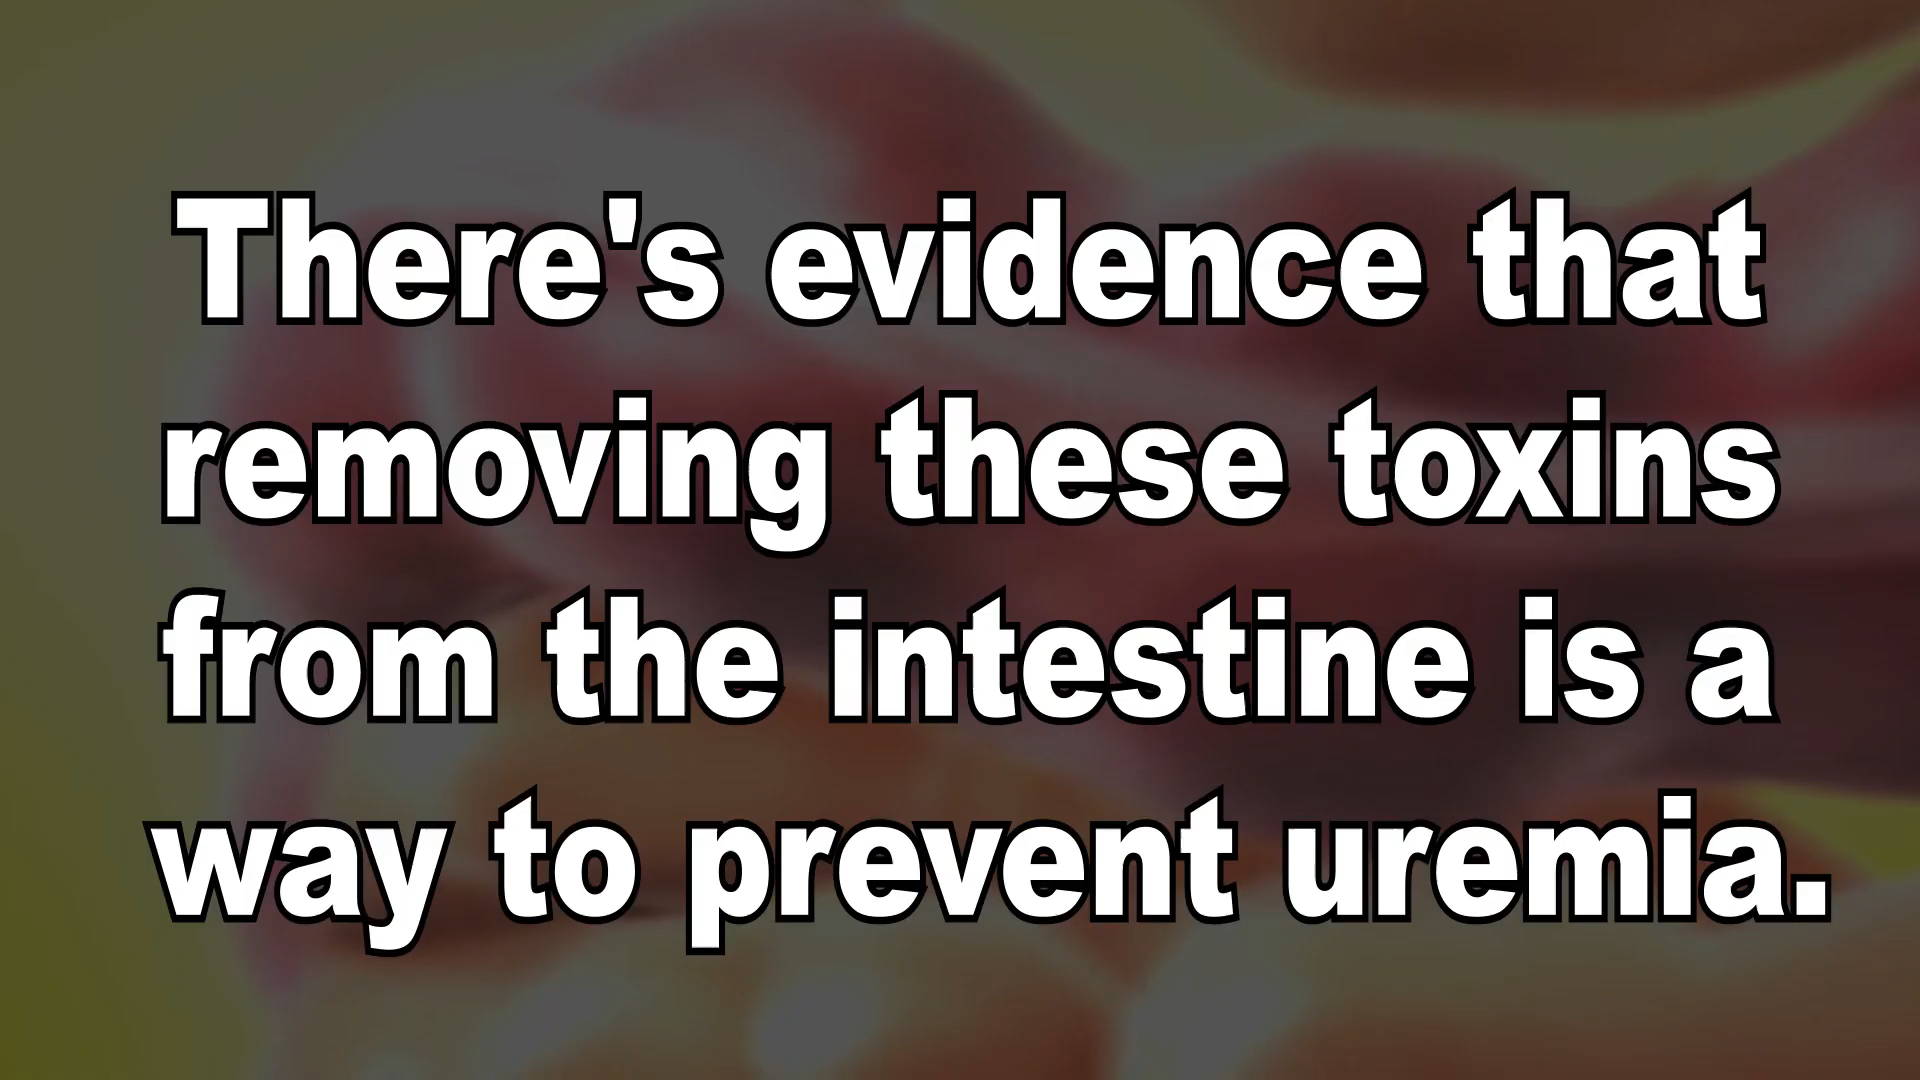 There's evidence that
removing these toxins
from the intestine is a
way to prevent uremia.